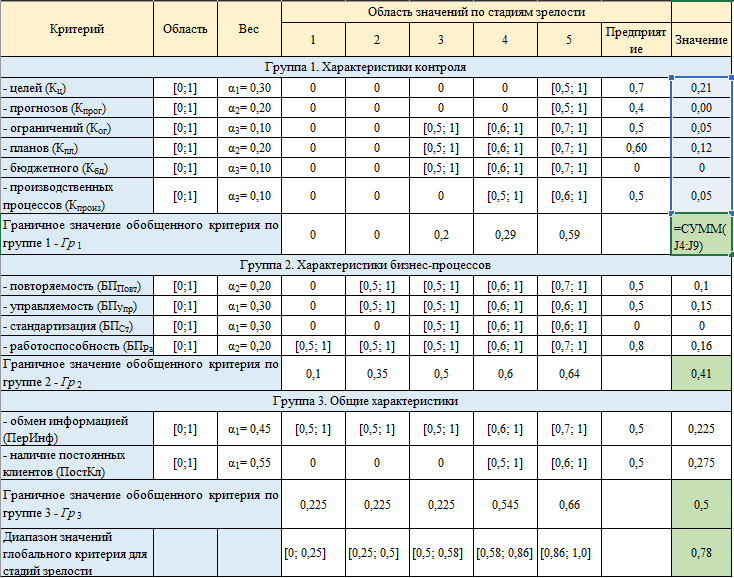 Критерий Область Вес Область значений по стадиям зрелости
1 2 3 4 5 Предприят
ие Значение
Группа 1. Характеристики контроля
- целей (Кц) [0;1] α1= 0,30 0 0 0 0 [0,5; 1] 0,7 0,21
- прогнозов (Кпрог) [0;1] α2= 0,20 0 0 0 0 [0,5; 1] 0,4 0,00
- ограничений (Ког) [0;1] α3= 0,10 0 0 [0,5; 1] [0,6; 1] [0,7; 1] 0,5 0,05
- планов (Кпл) [0;1] α2= 0,20 0 0 [0,5; 1] [0,6; 1] [0,7; 1] 0,60 0,12
- бюджетного (Кбд) [0;1] α3= 0,10 0 0 [0,5; 1] [0,6; 1] [0,7; 1] 0 0
- производственных
процессов (Кпроиз) [0;1] α3= 0,10 0 0 0 [0,5; 1] [0,6; 1] 0,5 0,05
Граничное значение обобщенного критерия по
группе 1 - Гр1 0 0 0,2 0,29 0,59 =СУММ(
J4:J9)
Группа 2. Характеристики бизнес-процессов
- повторяемость (БППовт) [0;1] α2= 0,20 0 [0,5; 1] [0,5; 1] [0,6; 1] [0,7; 1] 0,5 0,1
- управляемость (БПУпр) [0;1] α1= 0,30 0 [0,5; 1] [0,5; 1] [0,6; 1] [0,6; 1] 0,5 0,15
- стандартизация (БПСт) [0;1] α1= 0,30 0 0 [0,5; 1] [0,6; 1] [0,6; 1] 0 0
- работоспособность (БПРа [0;1] α2= 0,20 [0,5; 1] [0,5; 1] [0,5; 1] [0,6; 1] [0,7; 1] 0,8 0,16
Граничное значение обобщенного критерия по
группе 2 - Гр2 0,1 0,35 0,5 0,6 0,64 0,41
Группа 3. Общие характеристики
- обмен информацией
(ПерИнф) [0;1] α1= 0,45 [0,5; 1] [0,5; 1] [0,5; 1] [0,6; 1] [0,7; 1] 0,5 0,225
- наличие постоянных
клиентов (ПостКл) [0;1] α1= 0,55 0 0 0 [0,5; 1] [0,6; 1] 0,5 0,275
Граничное значение обобщенного критерия по
группе 3 - Гр3 0,225 0,225 0,225 0,545 0,66 0,5
Диапазон значений
глобального критерия для
стадий зрелости [0; 0,25] [0,25; 0,5] [0,5; 0,58] [0,58; 0,86] [0,86; 1,0] 0,78